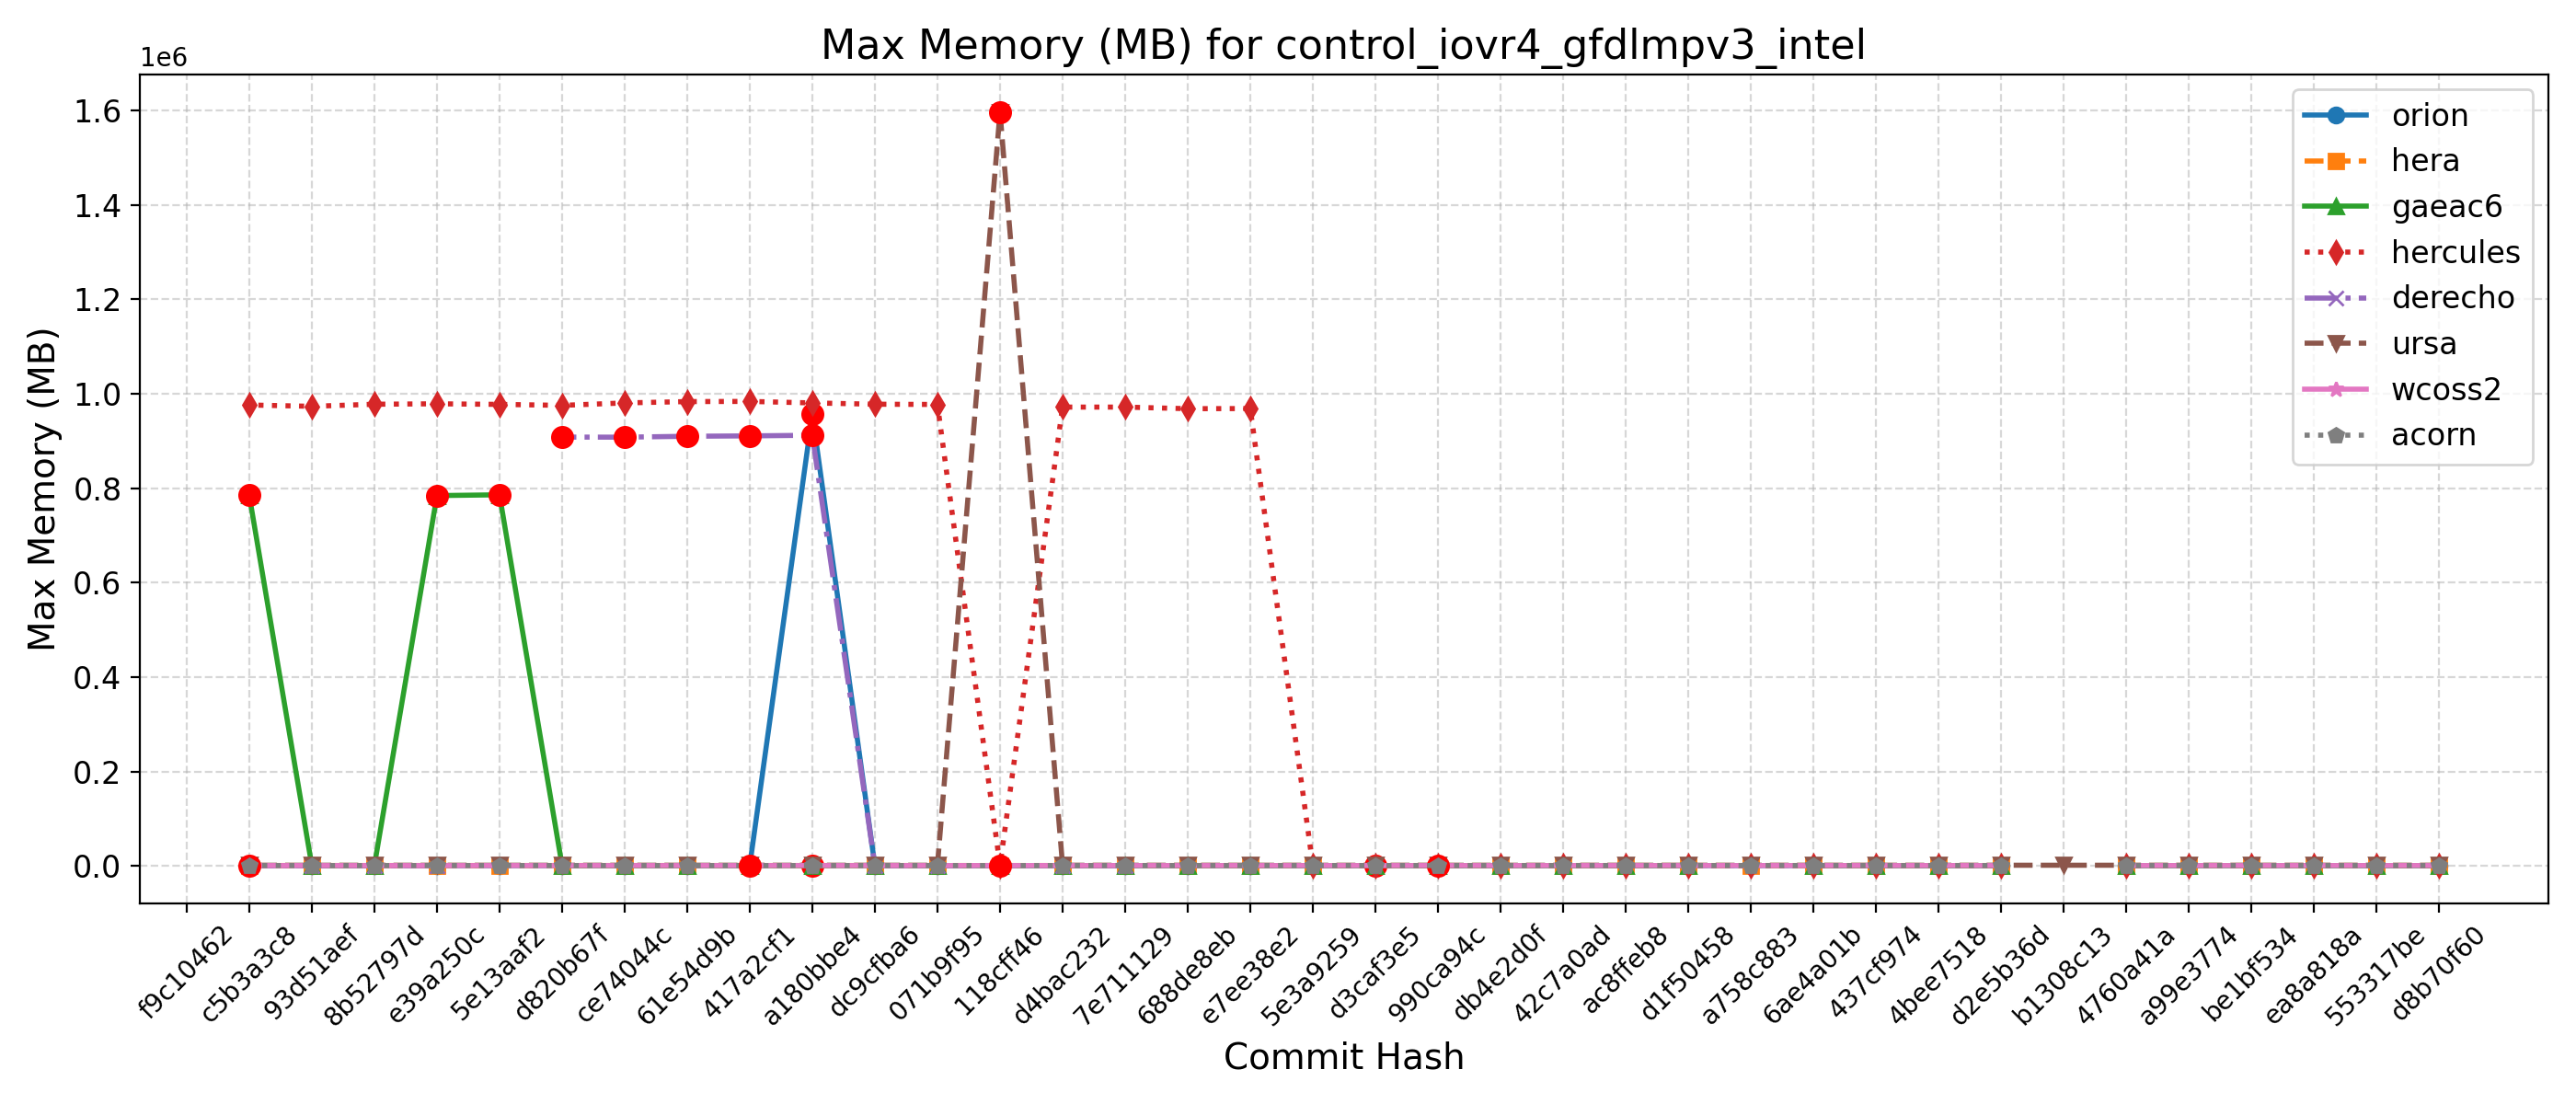 Max Memory (MB) for control_iovr4_gfdlmpv3_intel
1e6
1.6
1.4
1.2
1.0
0.8
0.6
0.4
0.2
0.0
Max Memory (MB)
orion
hera
gaeac6
hercules
derecho
ursa
wcoss2
acorn
f9c10462
c5b3a3c8
93d51aef
8b52797d
e39a250c
5e13aaf2
d820b67f
ce74044c
61e54d9b
417a2cf1
a180bbe4
dc9cfba6
071b9f95
118cff46
d4bac232
7e711129
688de8eb
e7ee38e2
5e3a9259
d3caf3e5
990ca94c
db4e2d0f
42c7a0ad
ac8ffeb8
d1f50458
a758c883
6ae4a01b
437cf974
4bee7518
d2e5b36d
b1308c13
4760a41a
a99e3774
be1bf534
ea8a818a
553317be
d8b70f60
Commit Hash